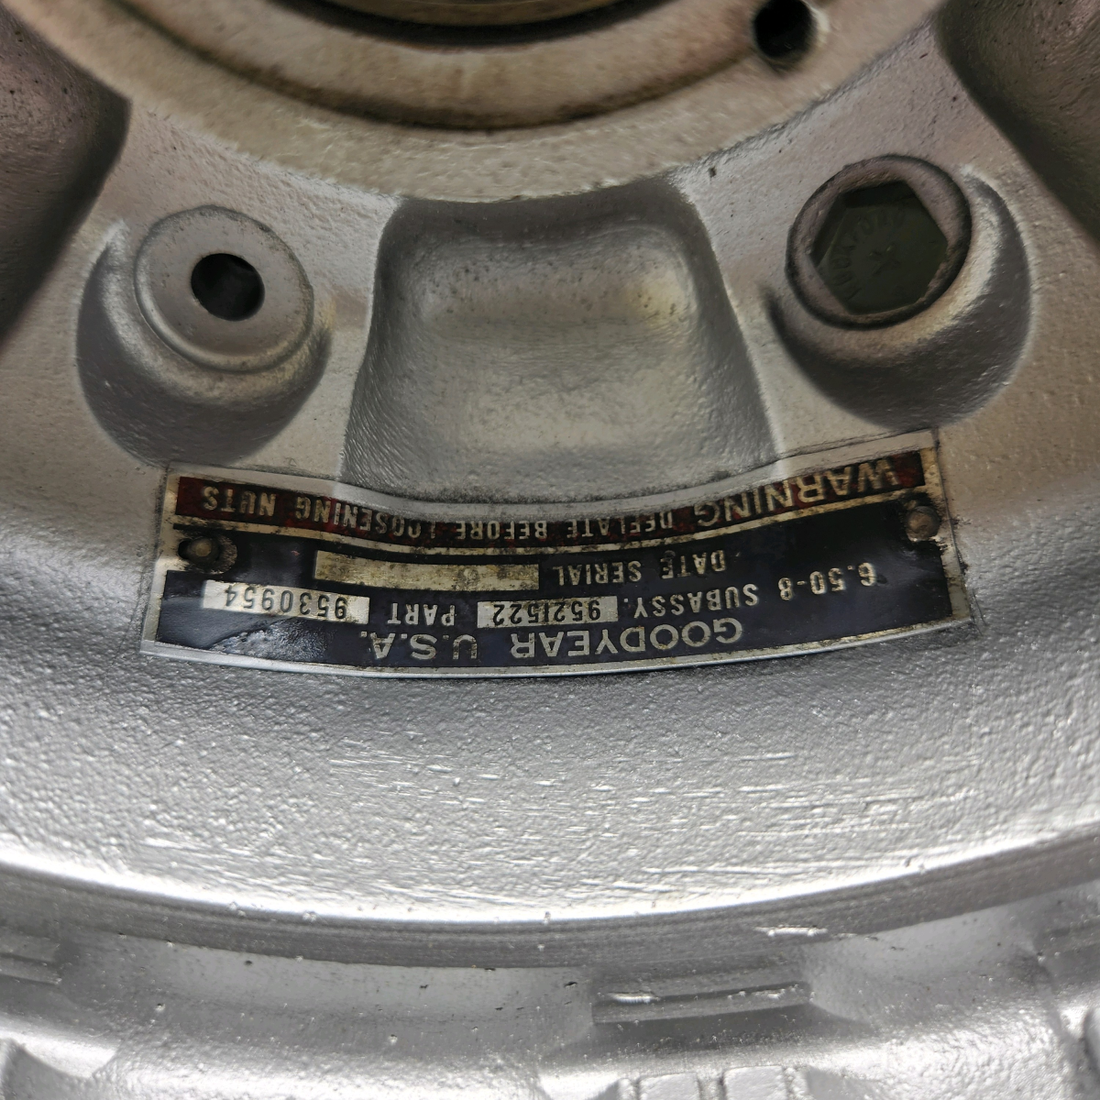 GOODYEAR U.S.A.
6.50-8 SUBASSY. 9521522 PART 9530954
DATE SERIAL
WARNING DEFLATE BEFORE LOOSENING NUTS